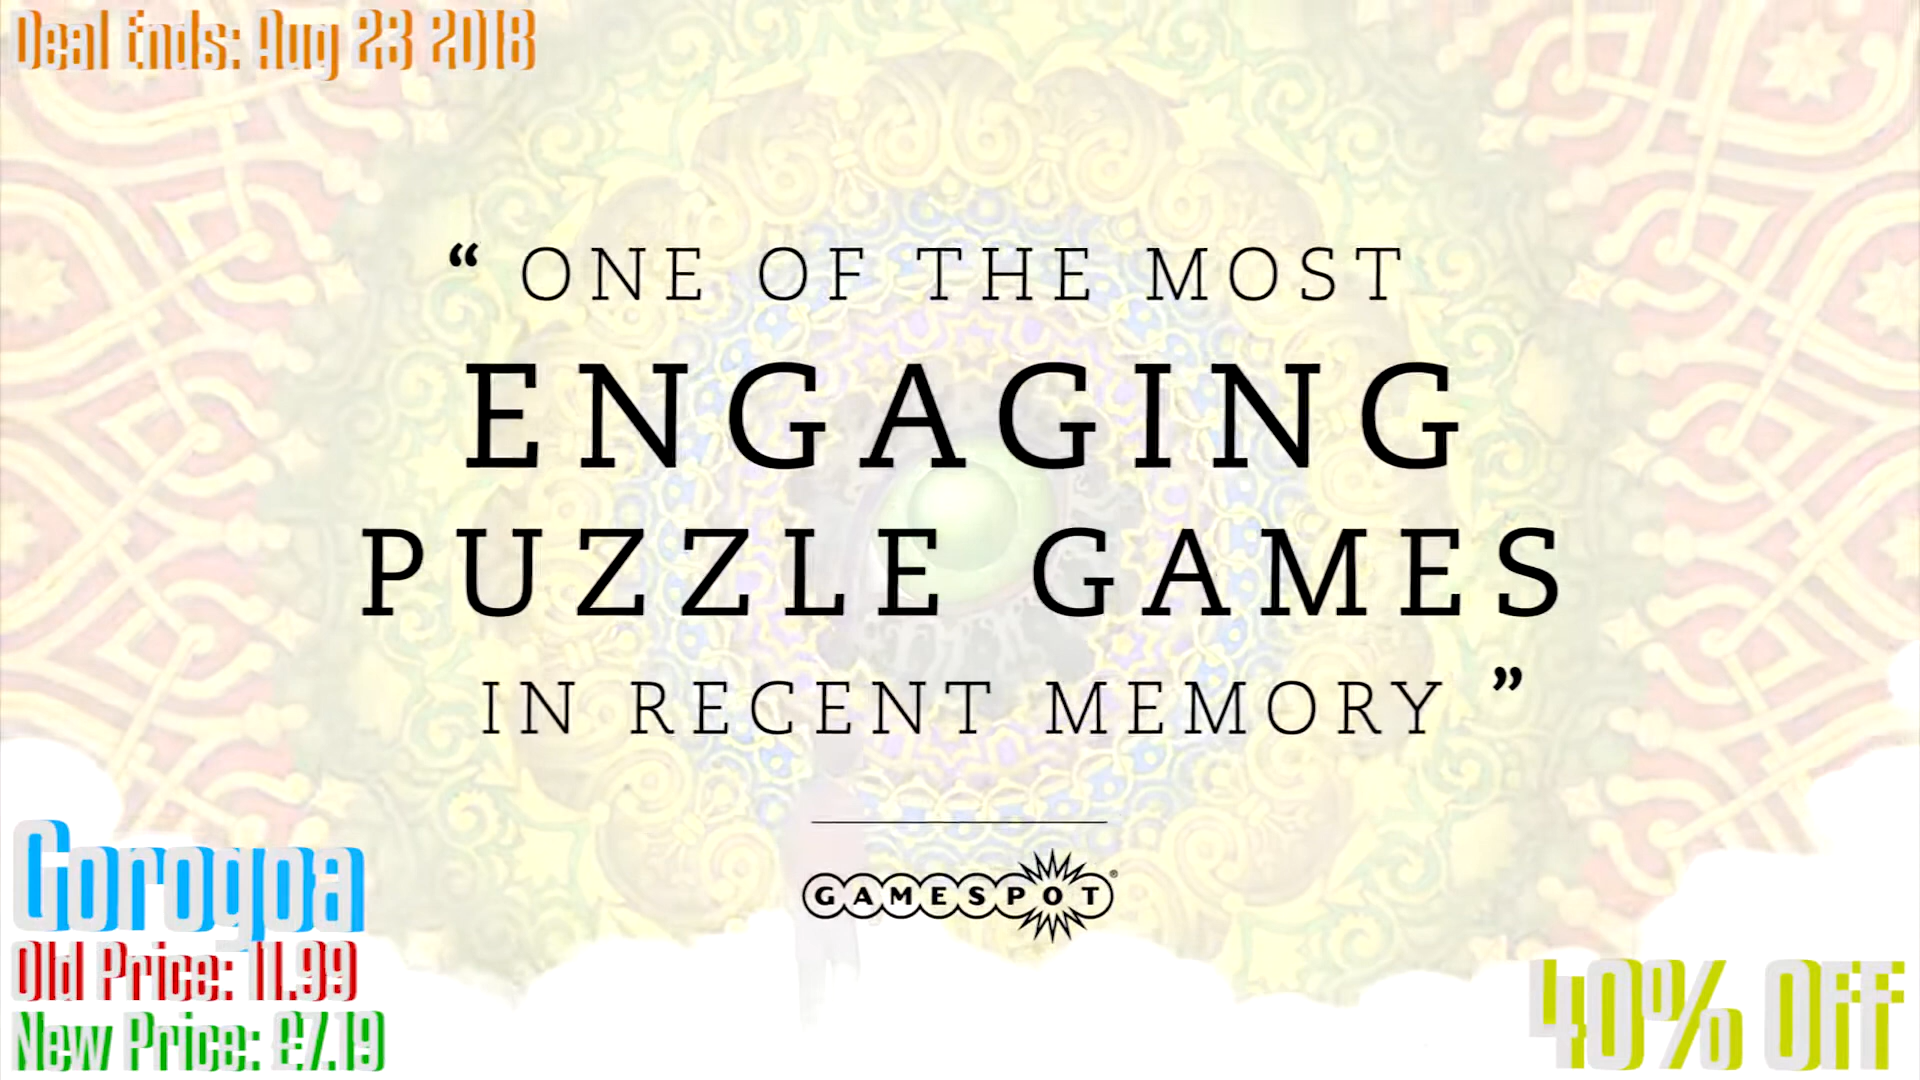 Deal Ends: Aug 23 2018
“ ONE OF THE MOST
ENGAGING
PUZZLE GAMES
IN RECENT MEMORY ”
GAMESPOT®
Gorogoa
Old Price: 11.99
New Price: £7.19
40% Off